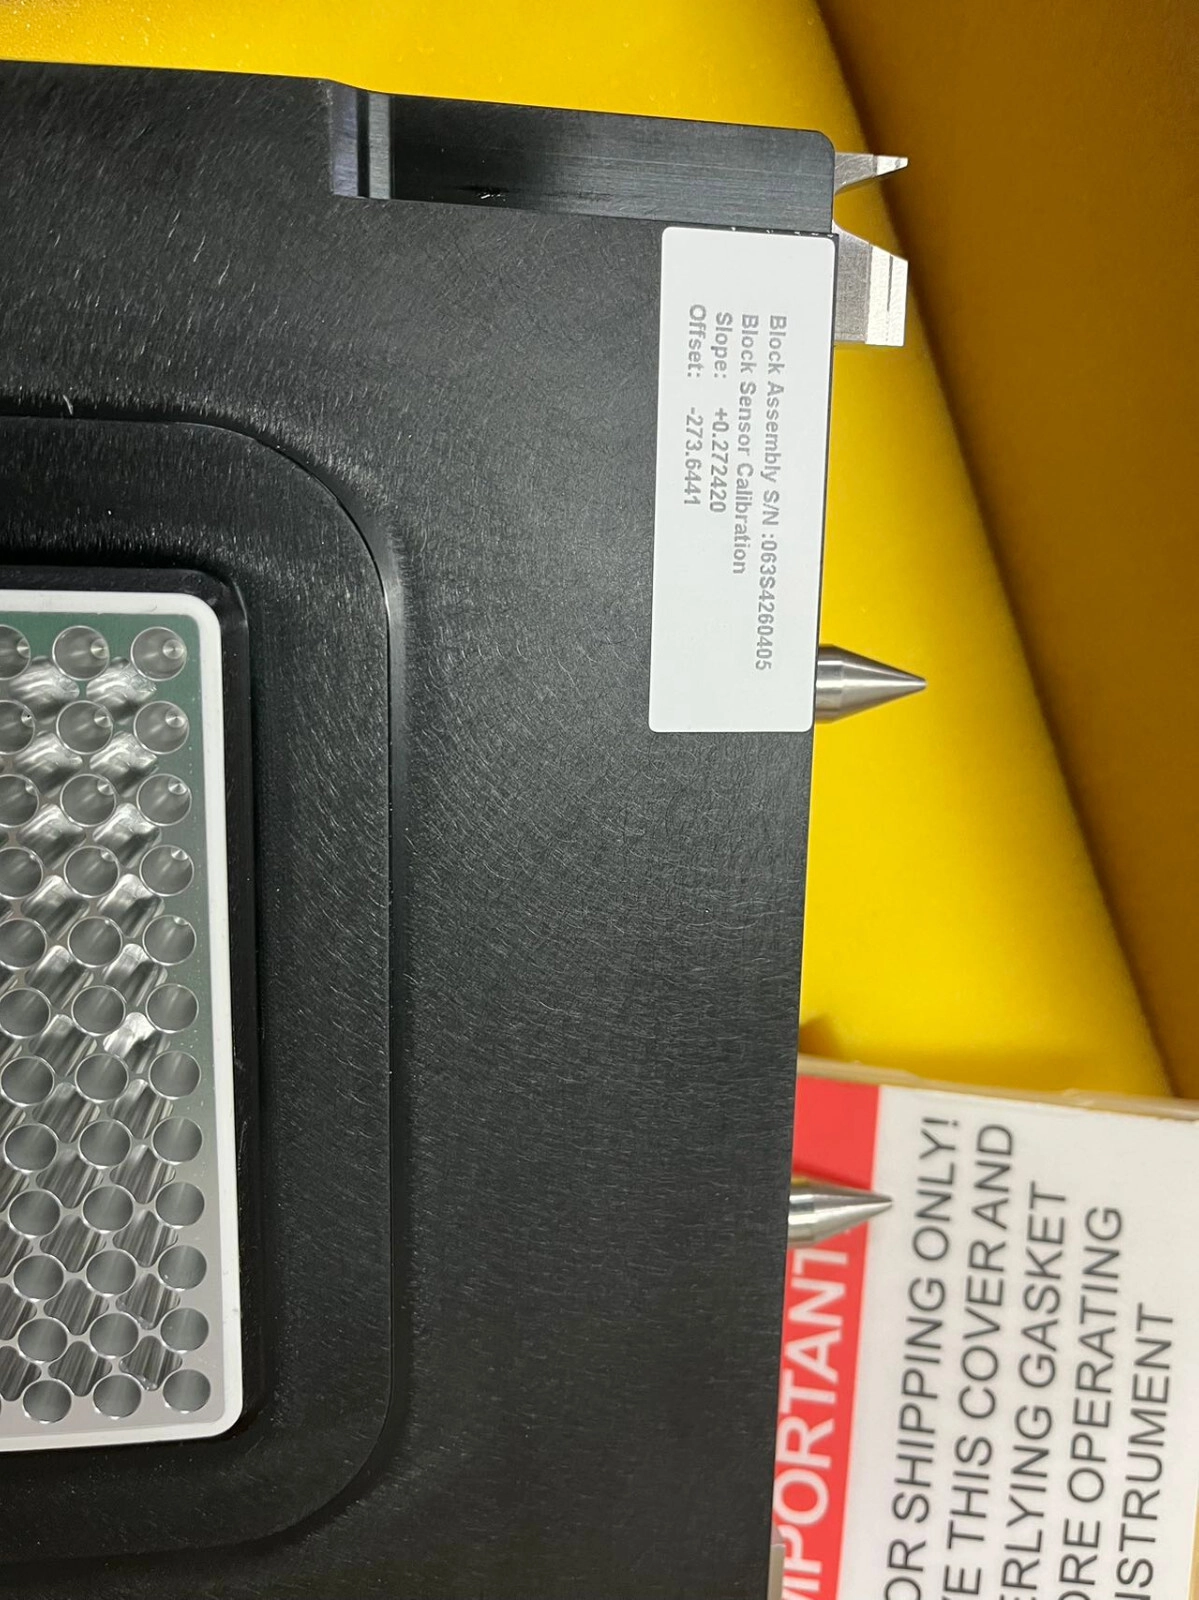 Block Assembly S/N :063S4260405
Block Sensor Calibration
Slope: +0.272420
Offset: -273.6441
MPORTANT
OR SHIPPING ONLY!
E THIS COVER AND
ERLYING GASKET
ORE OPERATING
NSTRUMENT